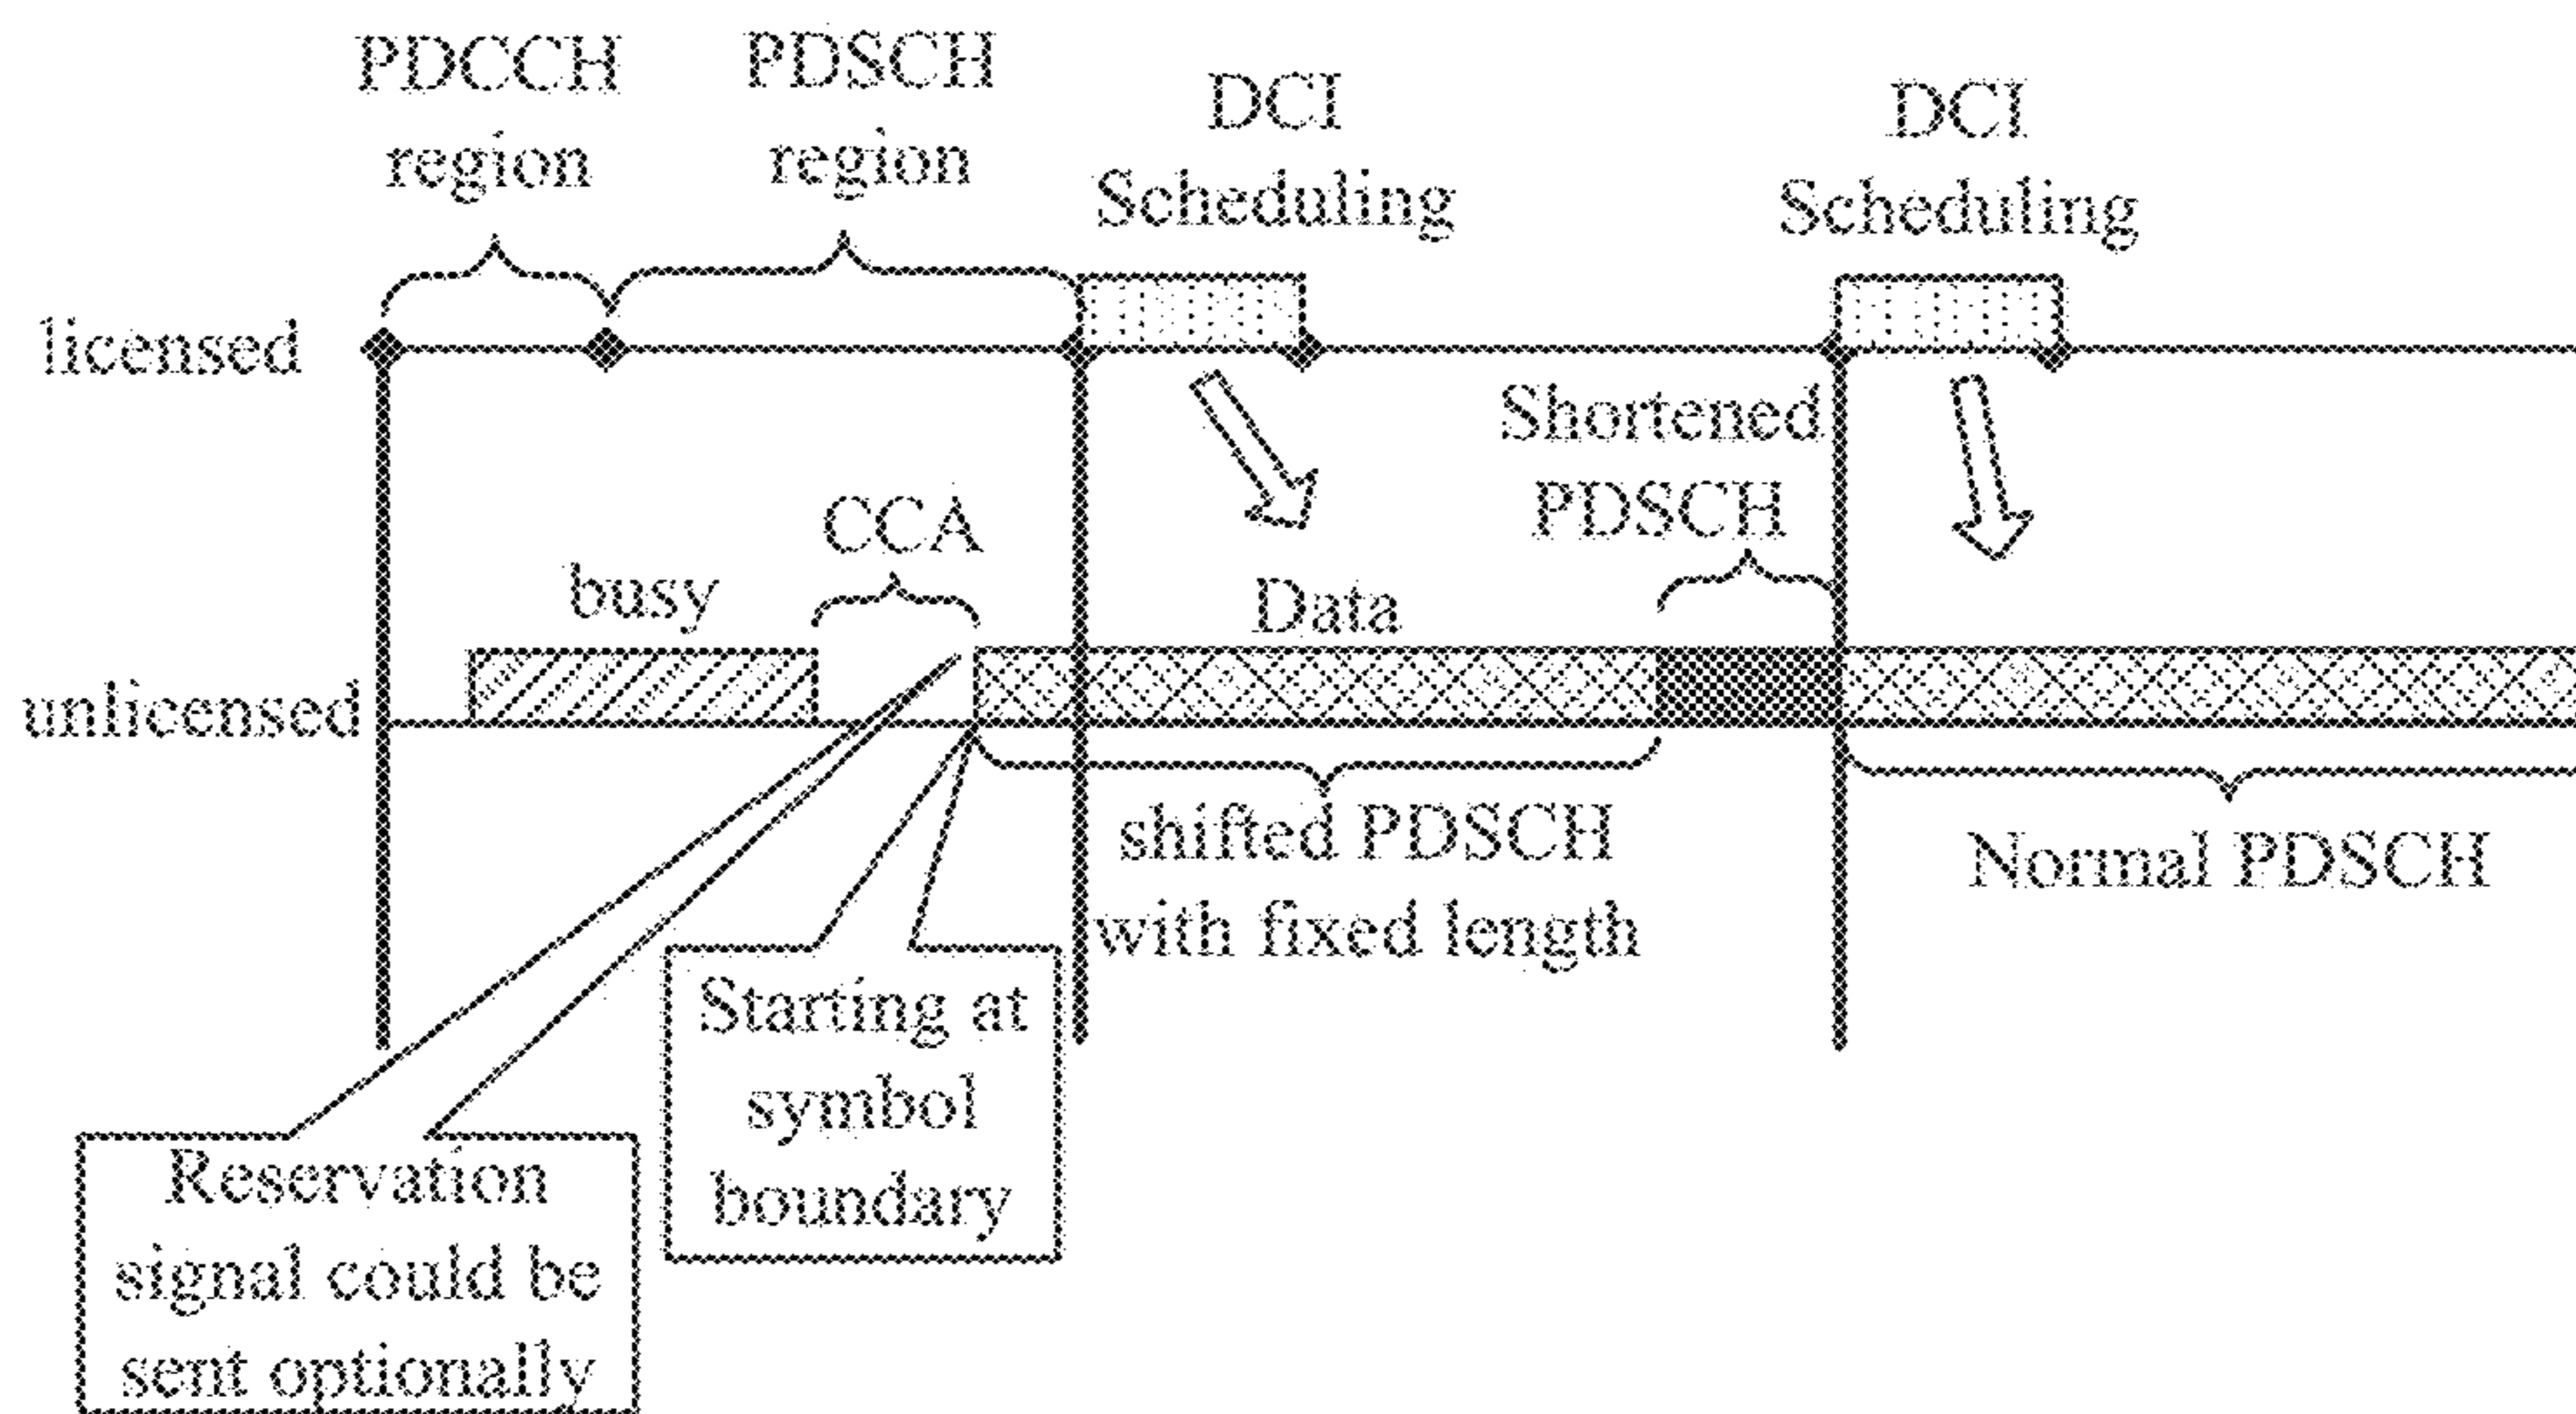 PDCCH
region
PDSCH
region
DCI
Scheduling
DCI
Scheduling
licensed
Shortened
PDSCH
CCA
busy
Data
unlicensed
shifted PDSCH
with fixed length
Normal PDSCH
Starting at
symbol
boundary
Reservation
signal could be
sent optionally